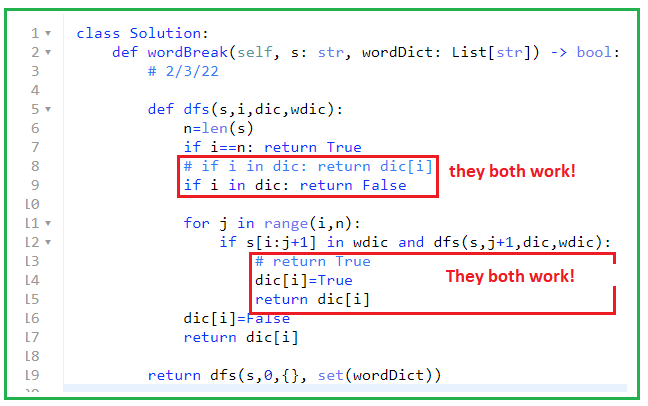 1 class Solution:
2 def wordBreak(self, s: str, wordDict: List[str]) -> bool:
3 # 2/3/22
4
5 def dfs(s,i,dic,wdic):
6 n=len(s)
7 if i==n: return True
8 # if i in dic: return dic[i]
they both work!
9 if i in dic: return False
10
11 for j in range(i,n):
12 if s[i:j+1] in wdic and dfs(s,j+1,dic,wdic):
13 # return True
14 dic[i]=True
They both work!
15 return dic[i]
16 dic[i]=False
17 return dic[i]
18
19 return dfs(s,0,{}, set(wordDict))